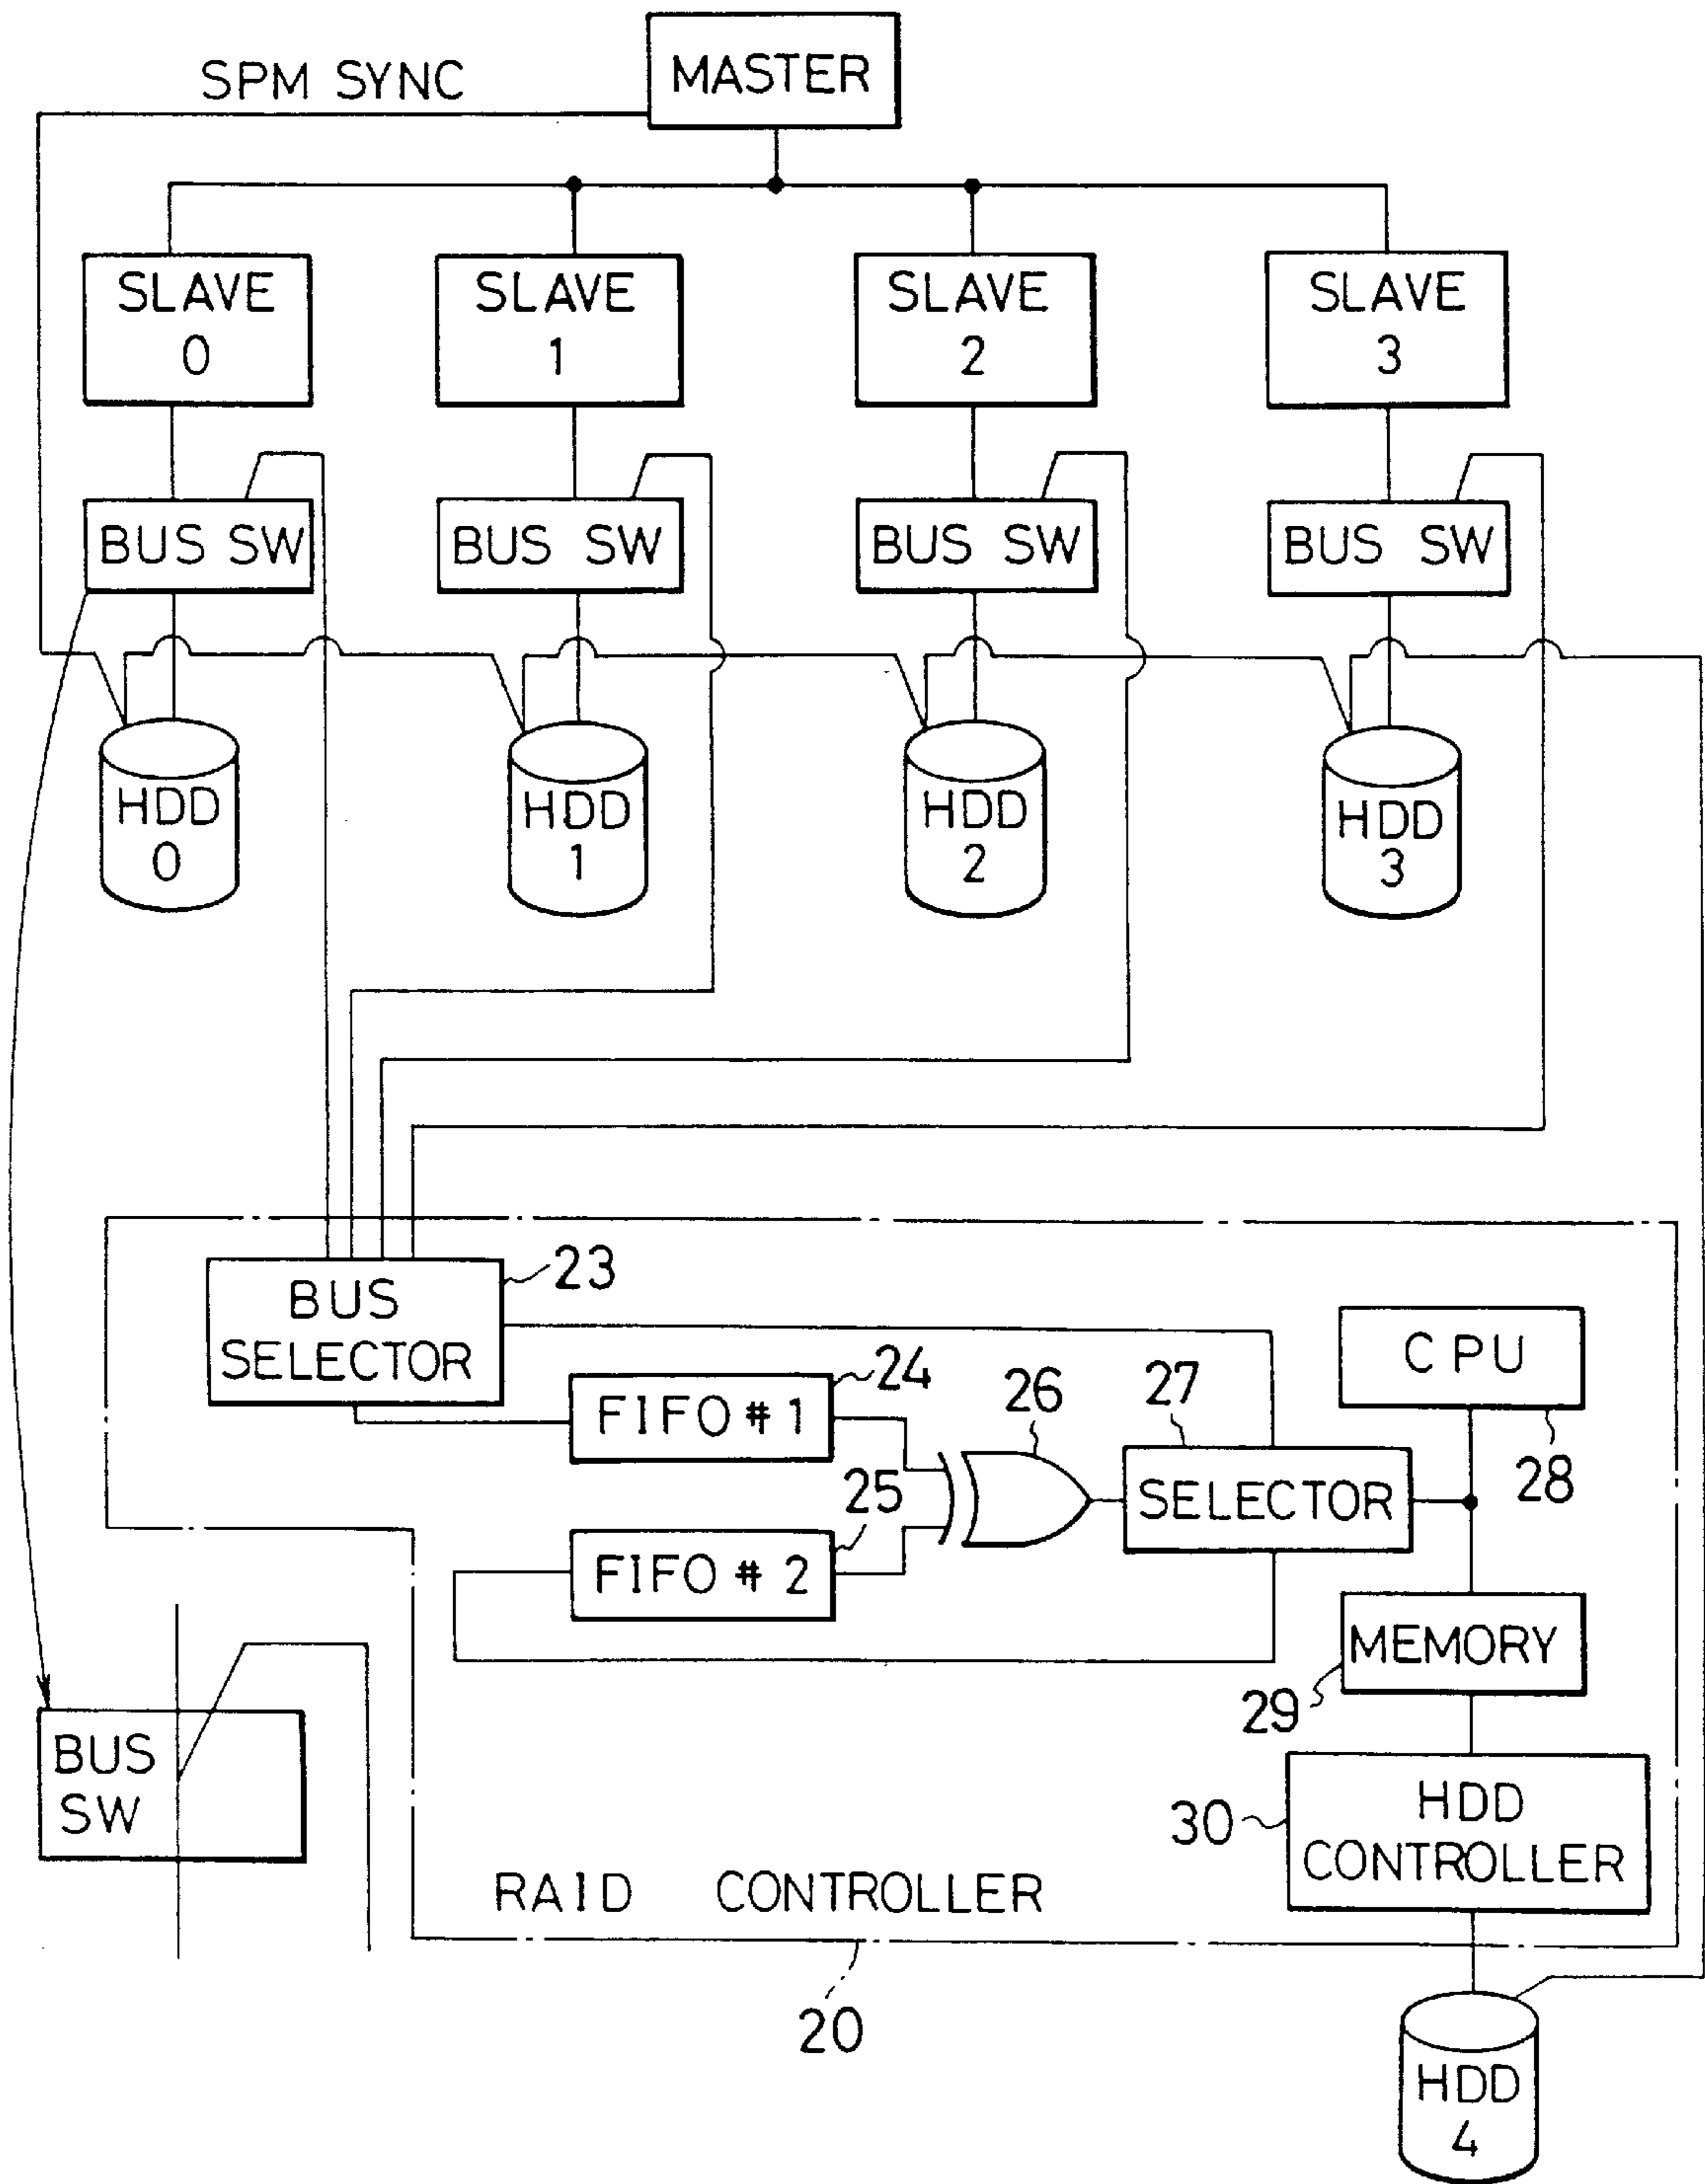 SPM SYNC
MASTER
SLAVE
0
SLAVE
1
SLAVE
2
SLAVE
3
BUS SW
BUS SW
BUS SW
BUS SW
HDD
0
HDD
1
HDD
2
HDD
3
BUS
SELECTOR
23
FIFO # 1
24
FIFO # 2
25
26
27
SELECTOR
CPU
28
MEMORY
29
BUS
SW
30
HDD
CONTROLLER
RAID CONTROLLER
20
HDD
4